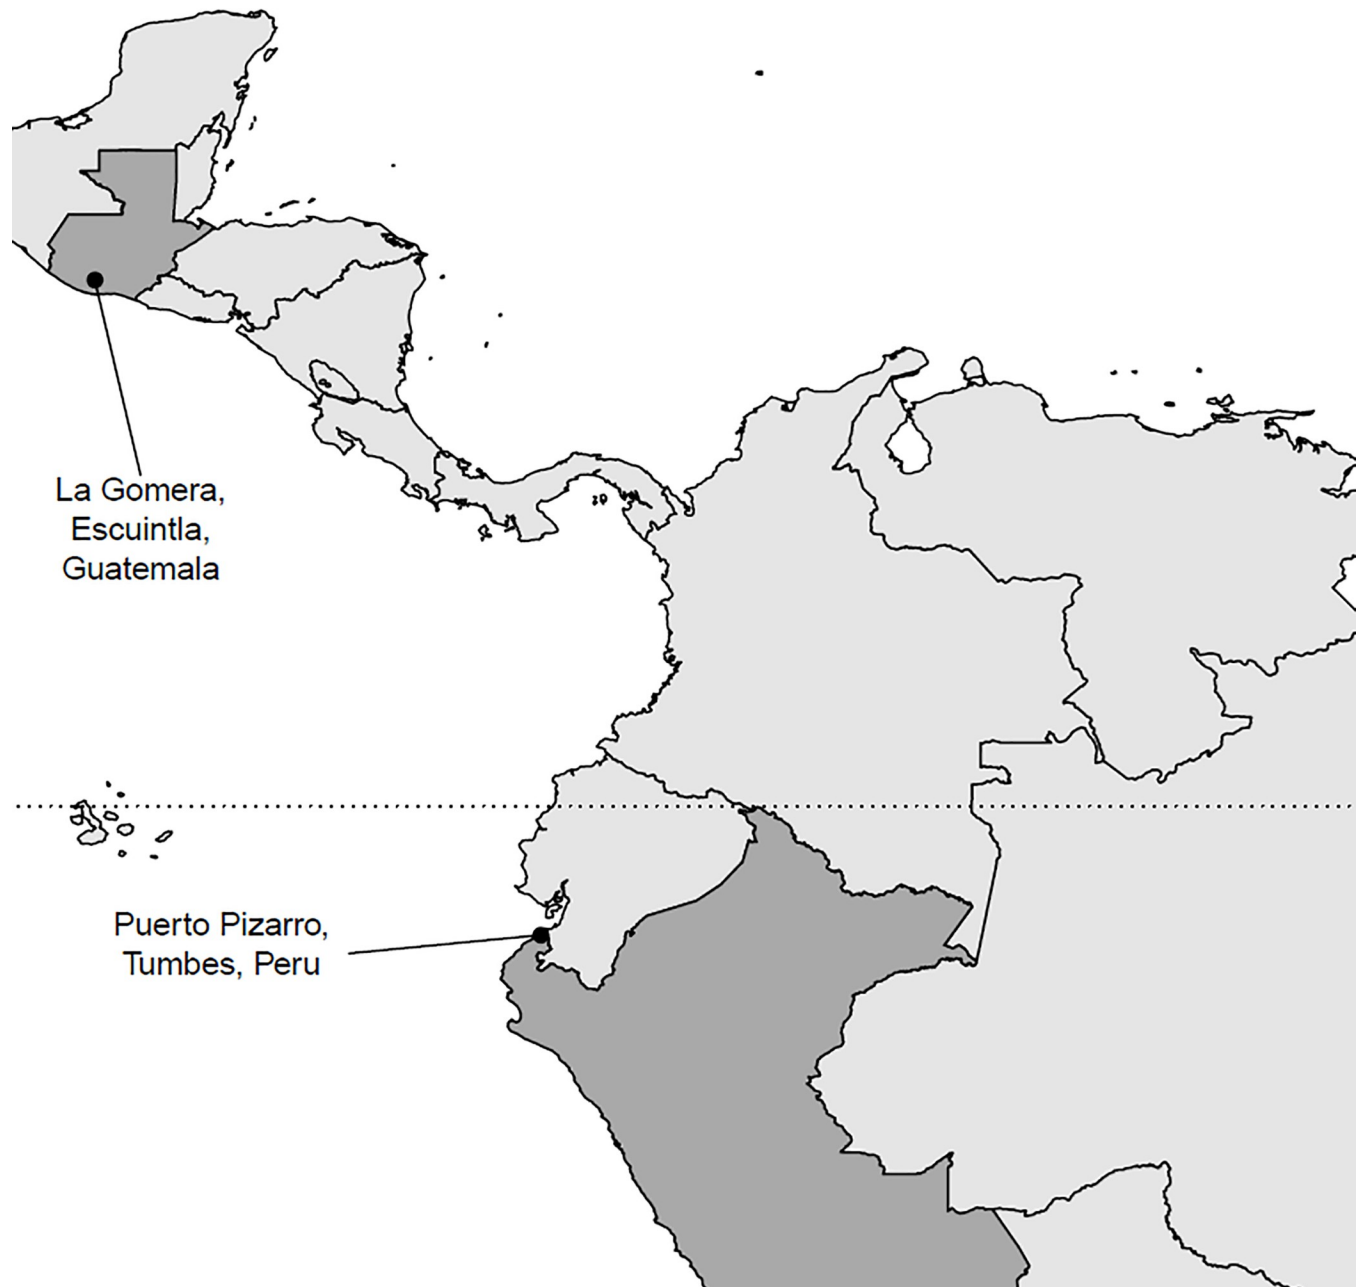 La Gomera,
Escuintla,
Guatemala
Puerto Pizarro,
Tumbes, Peru